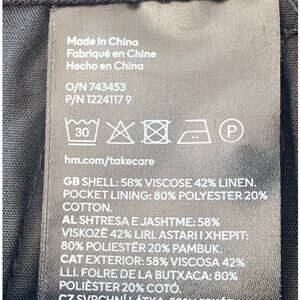 Made in China
Fabriqué en Chine
Hecho en China
O/N 743453
P/N 1224117 9
30
P
hm.com/takecare
GB SHELL: 58% VISCOSE 42% LINEN.
POCKET LINING: 80% POLYESTER 20%
COTTON.
AL SHTRESA E JASHTME: 58%
VISKOZË 42% LIRI. ASTARI I XHEPIT:
80% POLIESTËR 20% PAMBUK.
CAT EXTERIOR: 58% VISCOSA 42%
LLI. FOLRE DE LA BUTXACA: 80%
POLIÈSTER 20% COTÓ.